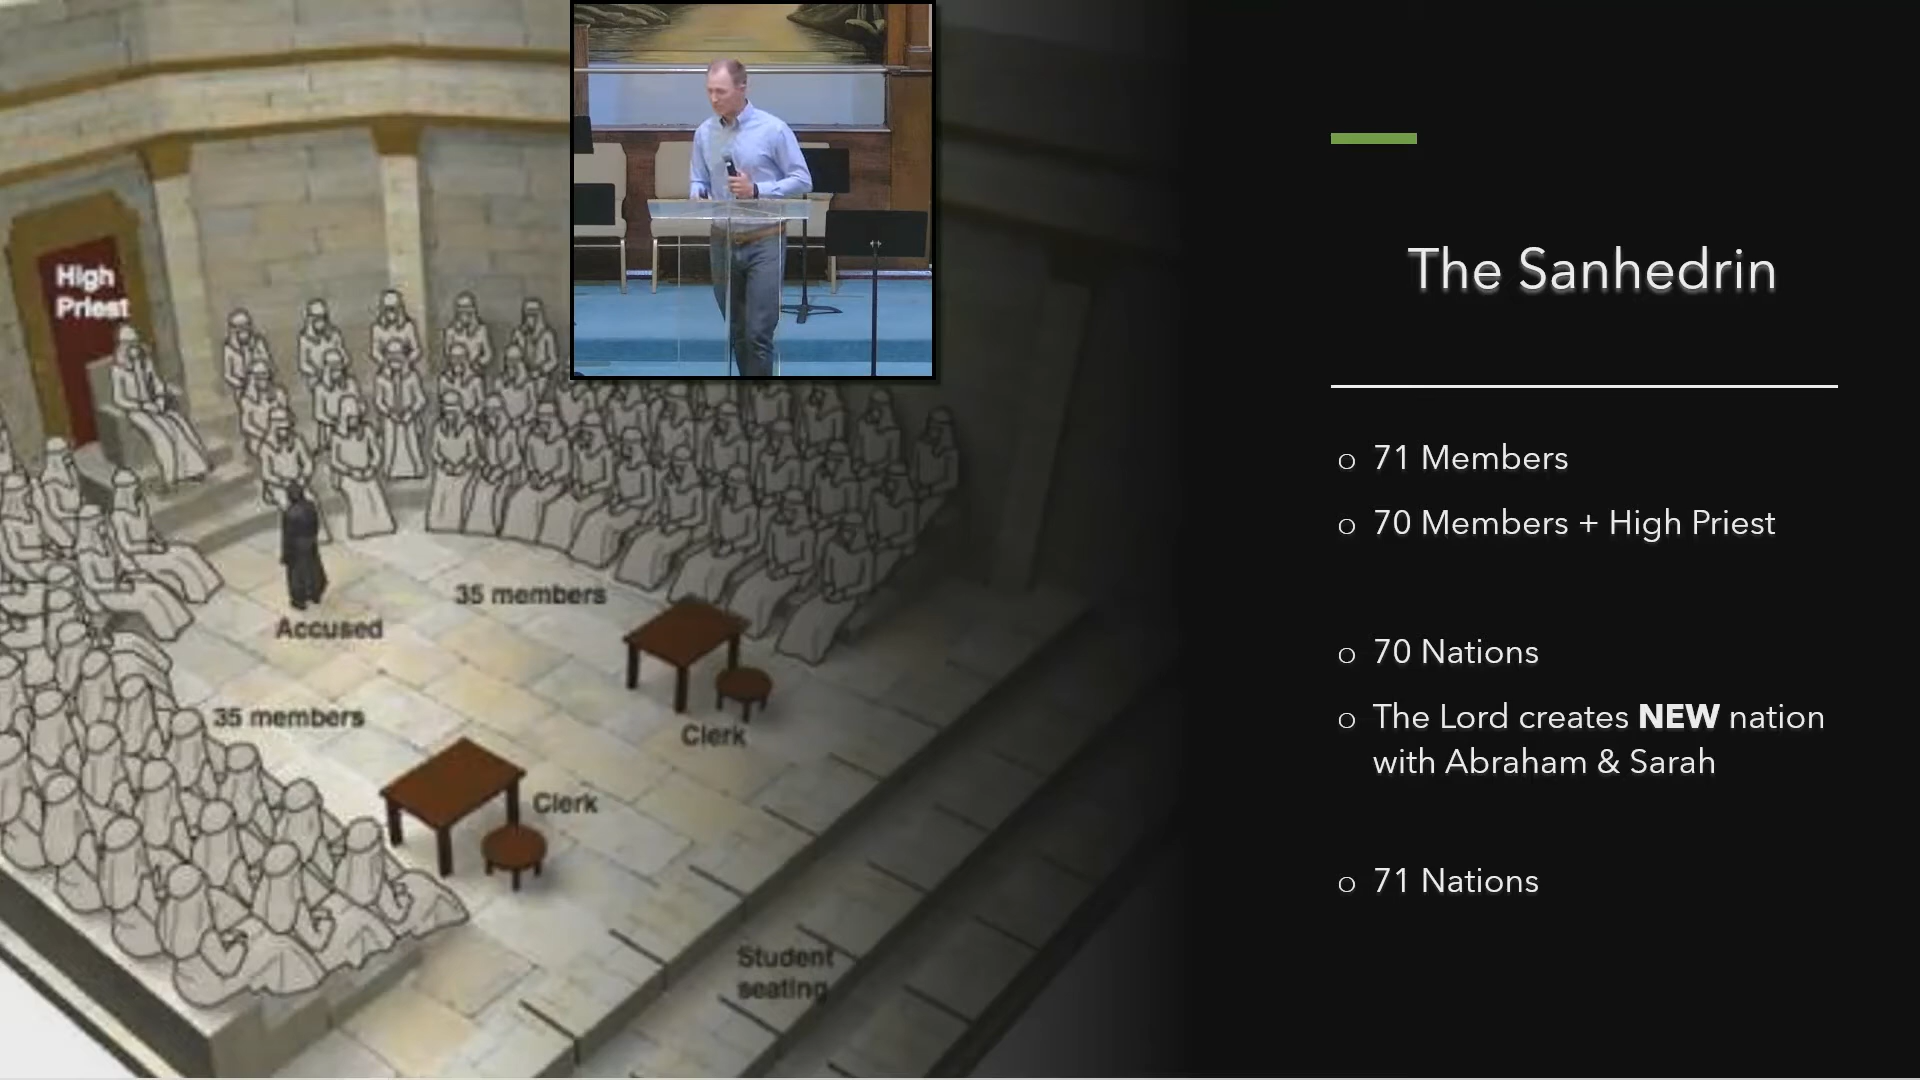 High
Priest
35 members
Accused
35 members
Clerk
Clerk
Student
seating
The Sanhedrin
o 71 Members
o 70 Members + High Priest
o 70 Nations
o The Lord creates NEW nation
with Abraham & Sarah
o 71 Nations